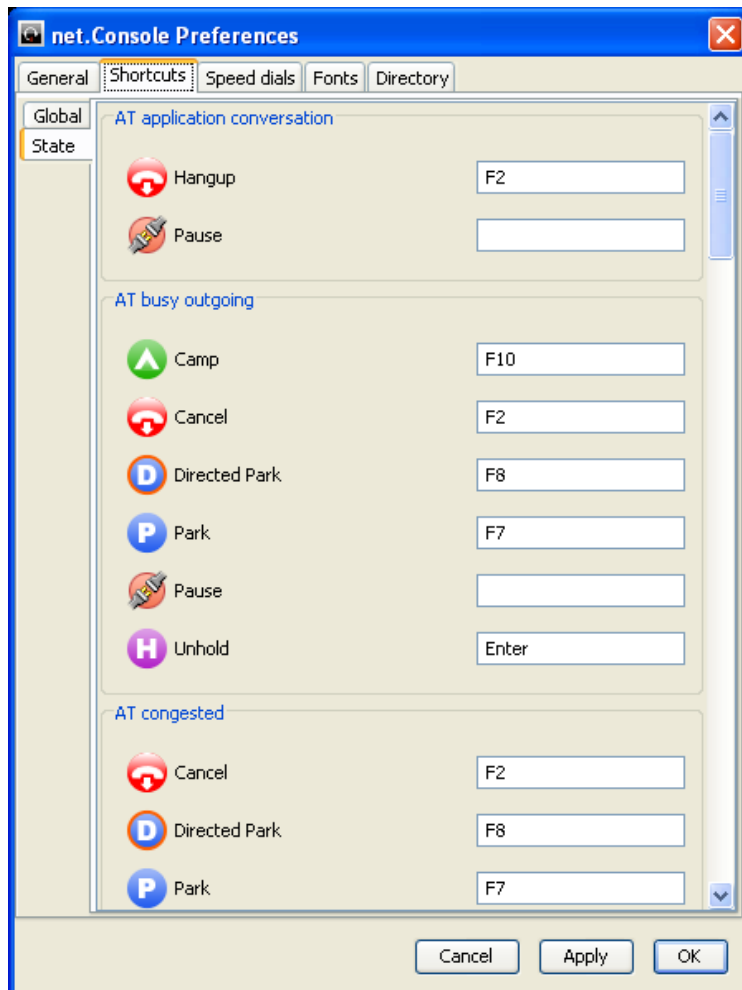 net.Console Preferences
General Shortcuts Speed dials Fonts Directory
Global
State
AT application conversation
Hangup F2
Pause
AT busy outgoing
Camp F10
Cancel F2
D Directed Park F8
P Park F7
Pause
H Unhold Enter
AT congested
Cancel F2
D Directed Park F8
P Park F7
Cancel Apply OK